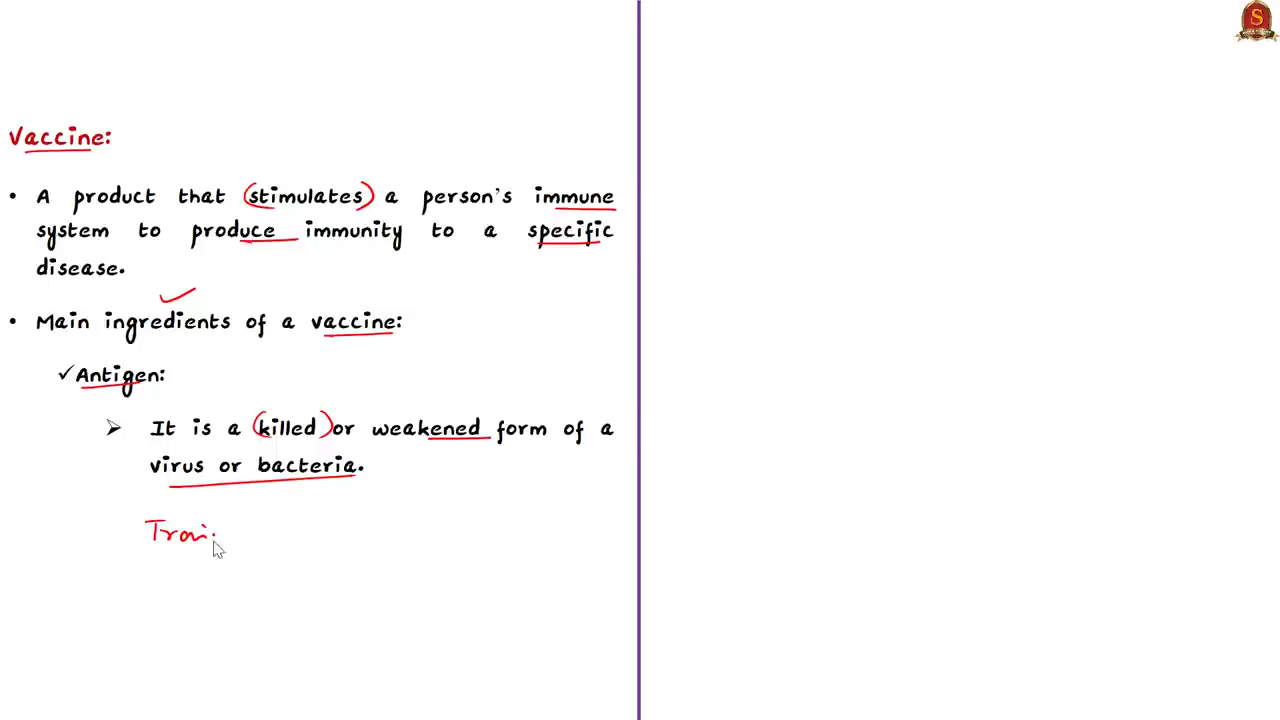 Vaccine:
• A product that (stimulates) a person's immune
system to produce immunity to a specific
disease.
• Main ingredients of a vaccine:
✓Antigen:
➢ It is a (killed) or weakened form of a
virus or bacteria.
Trai
S